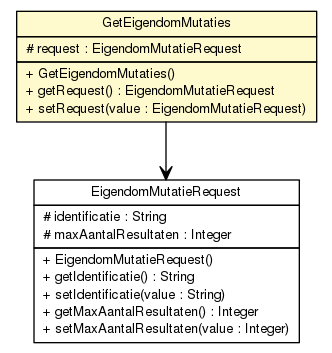 GetEigendomMutaties
# request : EigendomMutatieRequest
+ GetEigendomMutaties()
+ getRequest() : EigendomMutatieRequest
+ setRequest(value : EigendomMutatieRequest)
EigendomMutatieRequest
# identificatie : String
# maxAantalResultaten : Integer
+ EigendomMutatieRequest()
+ getIdentificatie() : String
+ setIdentificatie(value : String)
+ getMaxAantalResultaten() : Integer
+ setMaxAantalResultaten(value : Integer)